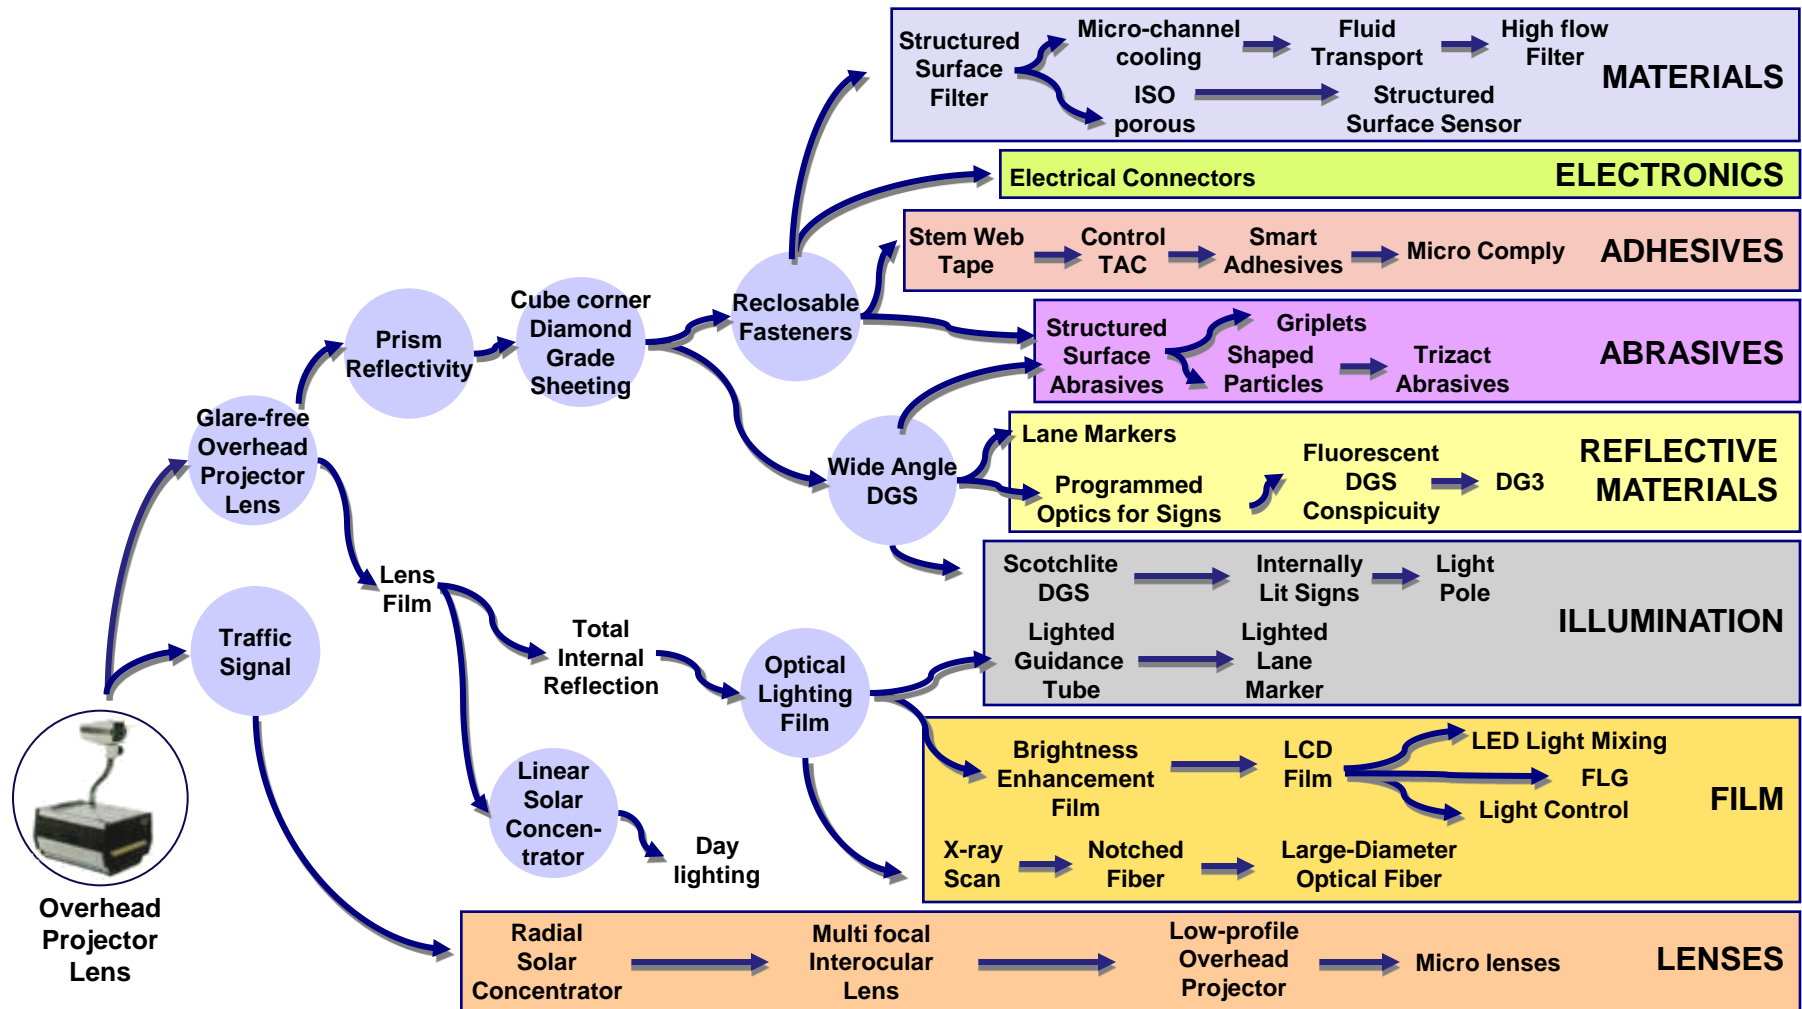 Structured
Surface
Filter
Micro-channel
cooling
Fluid
Transport
High flow
Filter
ISO
porous
Structured
Surface Sensor
MATERIALS
Electrical Connectors
ELECTRONICS
Stem Web
Tape
Control
TAC
Smart
Adhesives
Micro Comply
ADHESIVES
Structured
Surface
Abrasives
Griplets
Shaped
Particles
Trizact
Abrasives
ABRASIVES
Lane Markers
Programmed
Optics for Signs
Fluorescent
DGS
Conspicuity
DG3
REFLECTIVE
MATERIALS
Scotchlite
DGS
Internally
Lit Signs
Light
Pole
Lighted
Guidance
Tube
Lighted
Lane
Marker
ILLUMINATION
Brightness
Enhancement
Film
LCD
Film
LED Light Mixing
FLG
Light Control
X-ray
Scan
Notched
Fiber
Large-Diameter
Optical Fiber
FILM
Radial
Solar
Concentrator
Multi focal
Interocular
Lens
Low-profile
Overhead
Projector
Micro lenses
LENSES
Reclosable
Fasteners
Cube corner
Diamond
Grade
Sheeting
Prism
Reflectivity
Glare-free
Overhead
Projector
Lens
Wide Angle
DGS
Lens
Film
Traffic
Signal
Total
Internal
Reflection
Optical
Lighting
Film
Linear
Solar
Concen-
trator
Day
lighting
Overhead
Projector
Lens